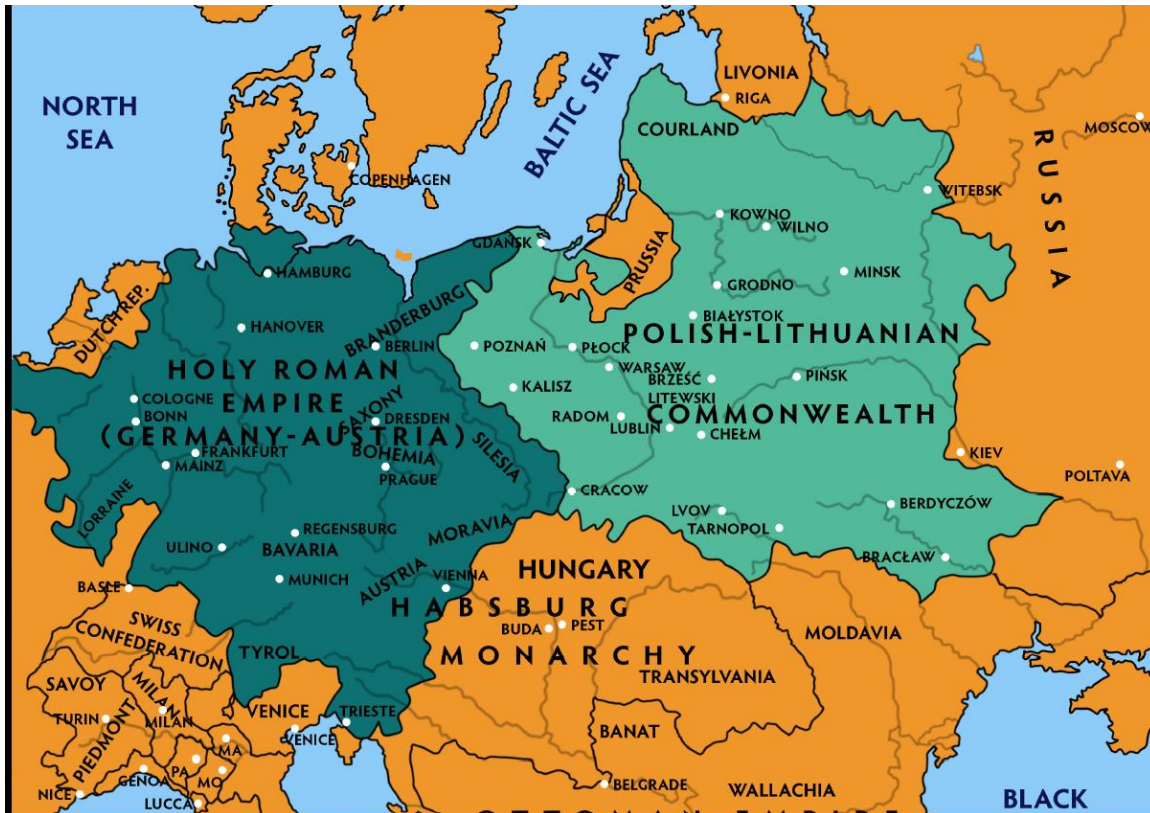 NORTH
SEA
BALTIC SEA
LIVONIA
RIGA
COURLAND
MOSCOW
RUSSIA
COPENHAGEN
WITEBSK
KOWNO
WILNO
GDAŃSK
HAMBURG
PRUSSIA
MINSK
GRODNO
DUTCH REP.
HANOVER
BRANDERBURG
BIAŁYSTOK
POLISH-LITHUANIAN
BERLIN
POZNAŃ
PŁOCK
HOLY ROMAN
WARSAW
BRZEŚĆ
LITEWSKI
PIŃSK
KALISZ
COLOGNE
EMPIRE
BONN
SAXONY
DRESDEN
RADOM
COMMONWEALTH
LUBLIN
CHEŁM
(GERMANY-AUSTRIA)
FRANKFURT
BOHEMIA
SILESIA
KIEV
MAINZ
PRAGUE
POLTAVA
LORRAINE
CRACOW
LVOV
BERDYCZÓW
REGENSBURG
MORAVIA
TARNOPOL
ULINO
BAVARIA
BRACŁAW
MUNICH
AUSTRIA
VIENNA
HUNGARY
BASLE
HABSBURG
SWISS
CONFEDERATION
BUDA
PEST
MOLDAVIA
TYROL
MONARCHY
TRANSYLVANIA
SAVOY
MILAN
MILAN
TURIN
PIEDMONT
VENICE
TRIESTE
VENICE
BANAT
MA
PA
MO
GENOA
NICE
LUCCA
BELGRADE
WALLACHIA
BLACK
OTTOMAN EMPIRE